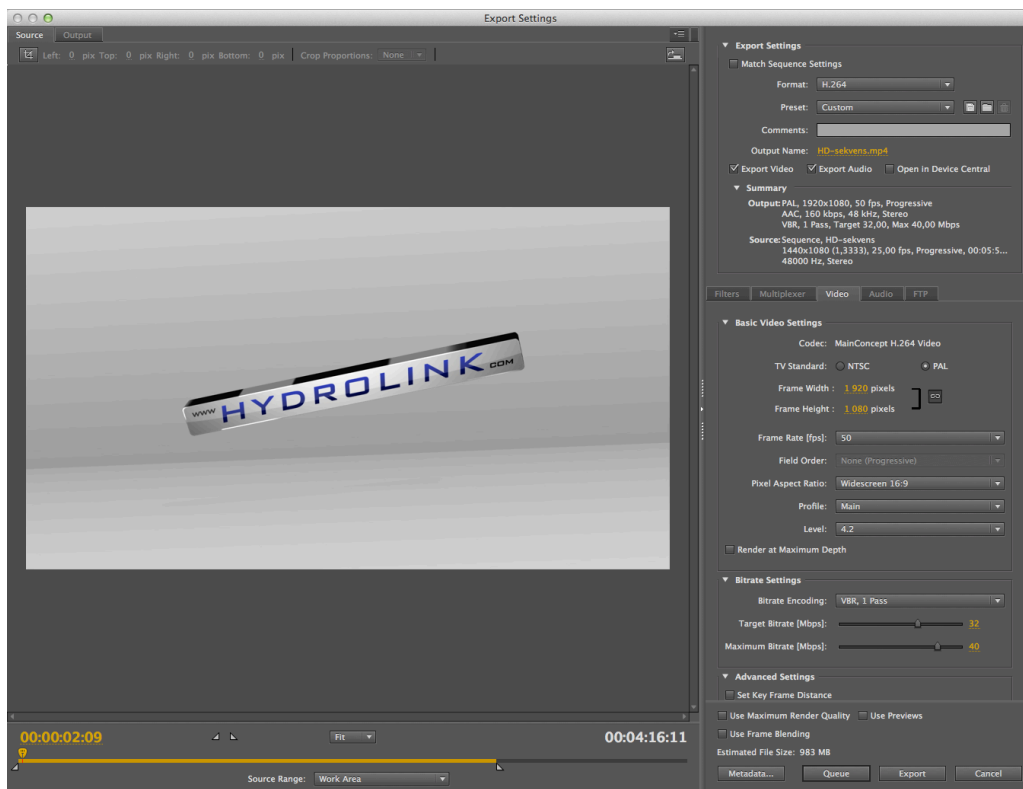 Export Settings
Source Output
Left: 0 pix Top: 0 pix Right: 0 pix Bottom: 0 pix Crop Proportions: None
www HYDROLINK .COM
00:00:02:09 Fit 00:04:16:11
Source Range: Work Area
Export Settings
Match Sequence Settings
Format: H.264
Preset: Custom
Comments:
Output Name: HD-sekvens.mp4
Export Video Export Audio Open in Device Central
Summary
Output: PAL, 1920x1080, 50 fps, Progressive
AAC, 160 kbps, 48 kHz, Stereo
VBR, 1 Pass, Target 32,00, Max 40,00 Mbps
Source: Sequence, HD-sekvens
1440x1080 (1,3333), 25,00 fps, Progressive, 00:05:5...
48000 Hz, Stereo
Filters Multiplexer Video Audio FTP
Basic Video Settings
Codec: MainConcept H.264 Video
TV Standard: NTSC PAL
Frame Width : 1 920 pixels
Frame Height : 1 080 pixels
Frame Rate [fps]: 50
Field Order: None (Progressive)
Pixel Aspect Ratio: Widescreen 16:9
Profile: Main
Level: 4.2
Render at Maximum Depth
Bitrate Settings
Bitrate Encoding: VBR, 1 Pass
Target Bitrate [Mbps]: 32
Maximum Bitrate [Mbps]: 40
Advanced Settings
Set Key Frame Distance
Use Maximum Render Quality Use Previews
Use Frame Blending
Estimated File Size: 983 MB
Metadata... Queue Export Cancel